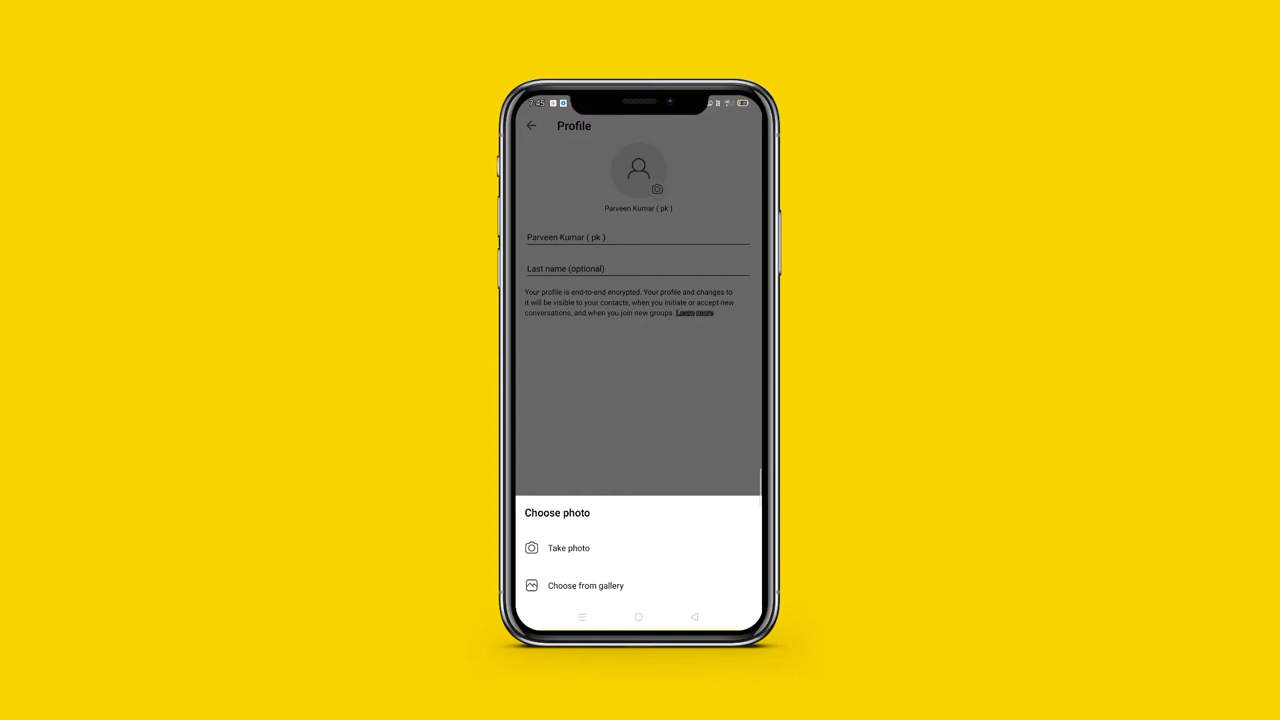 7:45
Profile
Parveen Kumar ( pk )
Parveen Kumar ( pk )
Last name (optional)
Your profile is end-to-end encrypted. Your profile and changes to
it will be visible to your contacts, when you initiate or accept new
conversations, and when you join new groups. Learn more
Choose photo
Take photo
Choose from gallery